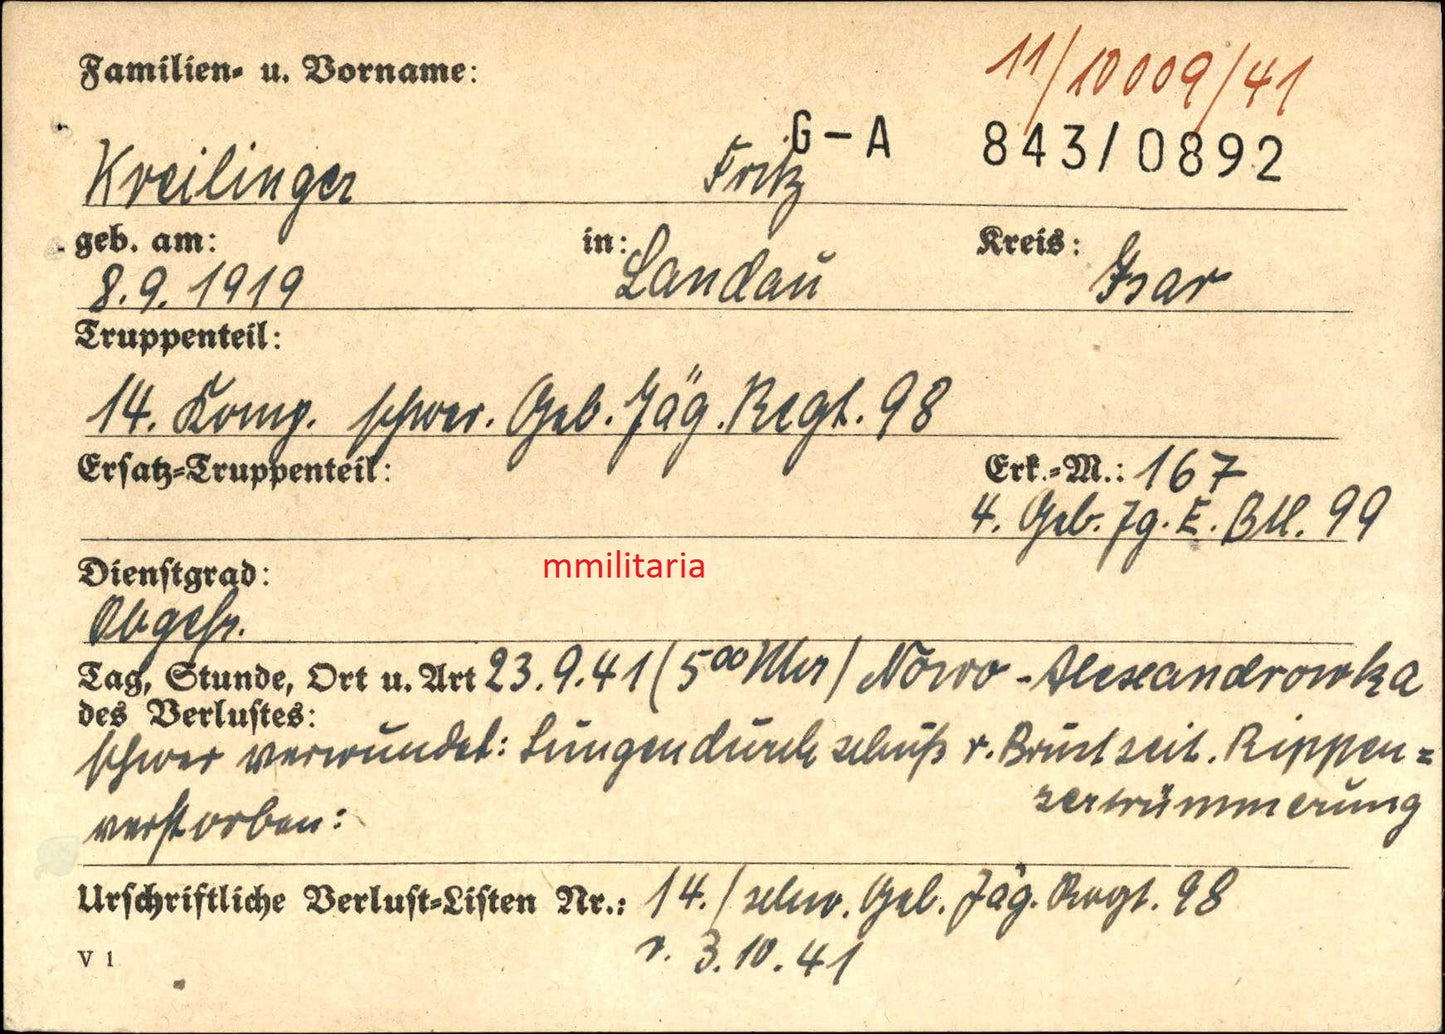 11/10009/41
Familien- u. Vorname:
G-A 843/0892
Kreilinger Fritz
geb. am: in: Kreis:
8.9. 1919 Landau Isar
Truppenteil:
14. Komp. schwer. Geb. Jäg. Regt. 98
Ersatz-Truppenteil: Erk.-M.: 167
4. Geb. Jg. E. Btl. 99
Dienstgrad:
mmilitaria
Obgefr.
Tag, Stunde, Ort u. Art 23.9.41 (5⁰⁰ Uhr) Nowo-Alexandrowka
des Verlustes:
schwer verwundet: Lungendurchschuß r. Brustseit. Rippen=
zertrümmerung
verstorben:
Urschriftliche Verlust-Listen Nr.: 14./schw. Geb. Jäg. Regt. 98
v. 3.10.41
V 1